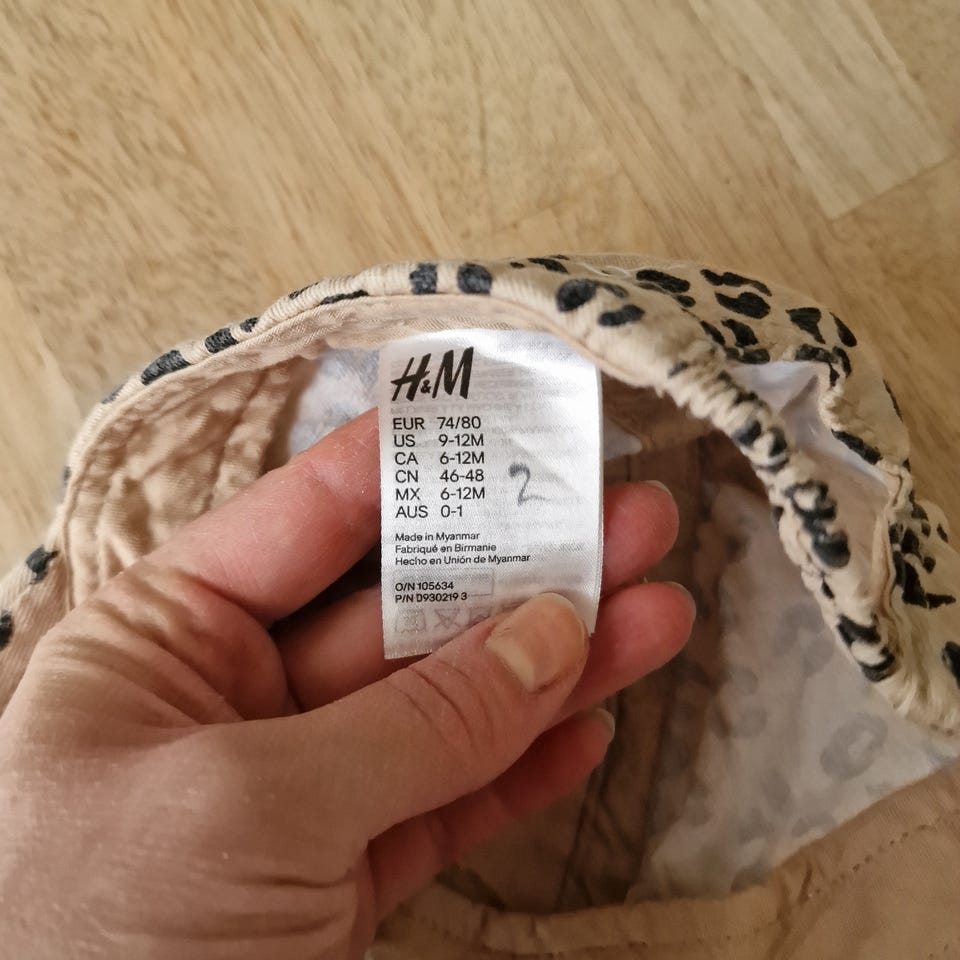 H&M
EUR 74/80
US 9-12M
CA 6-12M
CN 46-48
MX 6-12M
AUS 0-1
2
Made in Myanmar
Fabriqué en Birmanie
Hecho en Unión de Myanmar
O/N 105634
P/N D930219 3